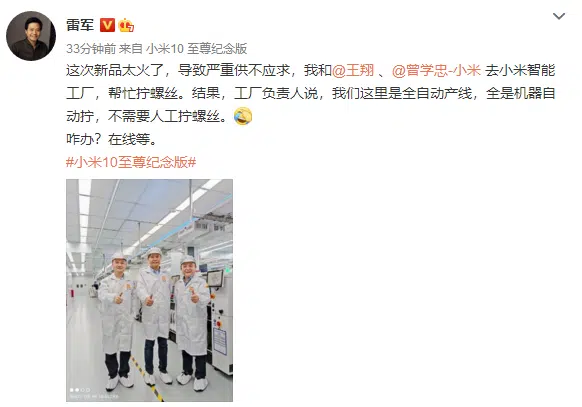 雷军
33分钟前 来自 小米10 至尊纪念版
这次新品太火了，导致严重供不应求，我和@王翔 、@曾学忠-小米 去小米智能
工厂，帮忙拧螺丝。结果，工厂负责人说，我们这里是全自动产线，全是机器自
动拧，不需要人工拧螺丝。
咋办？在线等。
#小米10至尊纪念版#